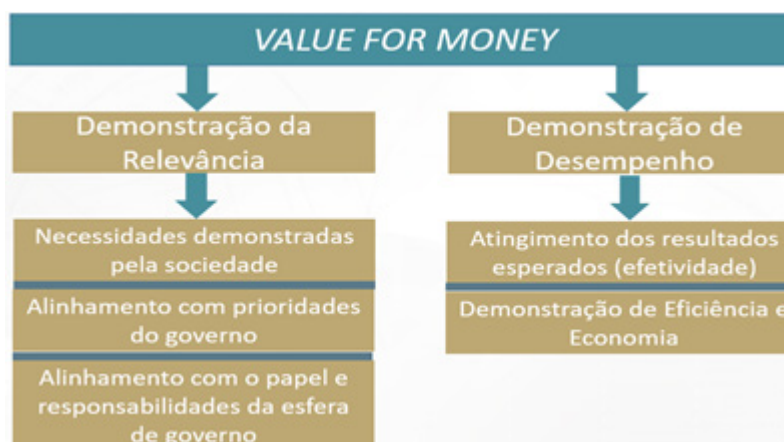 VALUE FOR MONEY
Demonstração da
Relevância
Necessidades demonstradas
pela sociedade
Alinhamento com prioridades
do governo
Alinhamento com o papel e
responsabilidades da esfera
de governo
Demonstração de
Desempenho
Atingimento dos resultados
esperados (efetividade)
Demonstração de Eficiência e
Economia